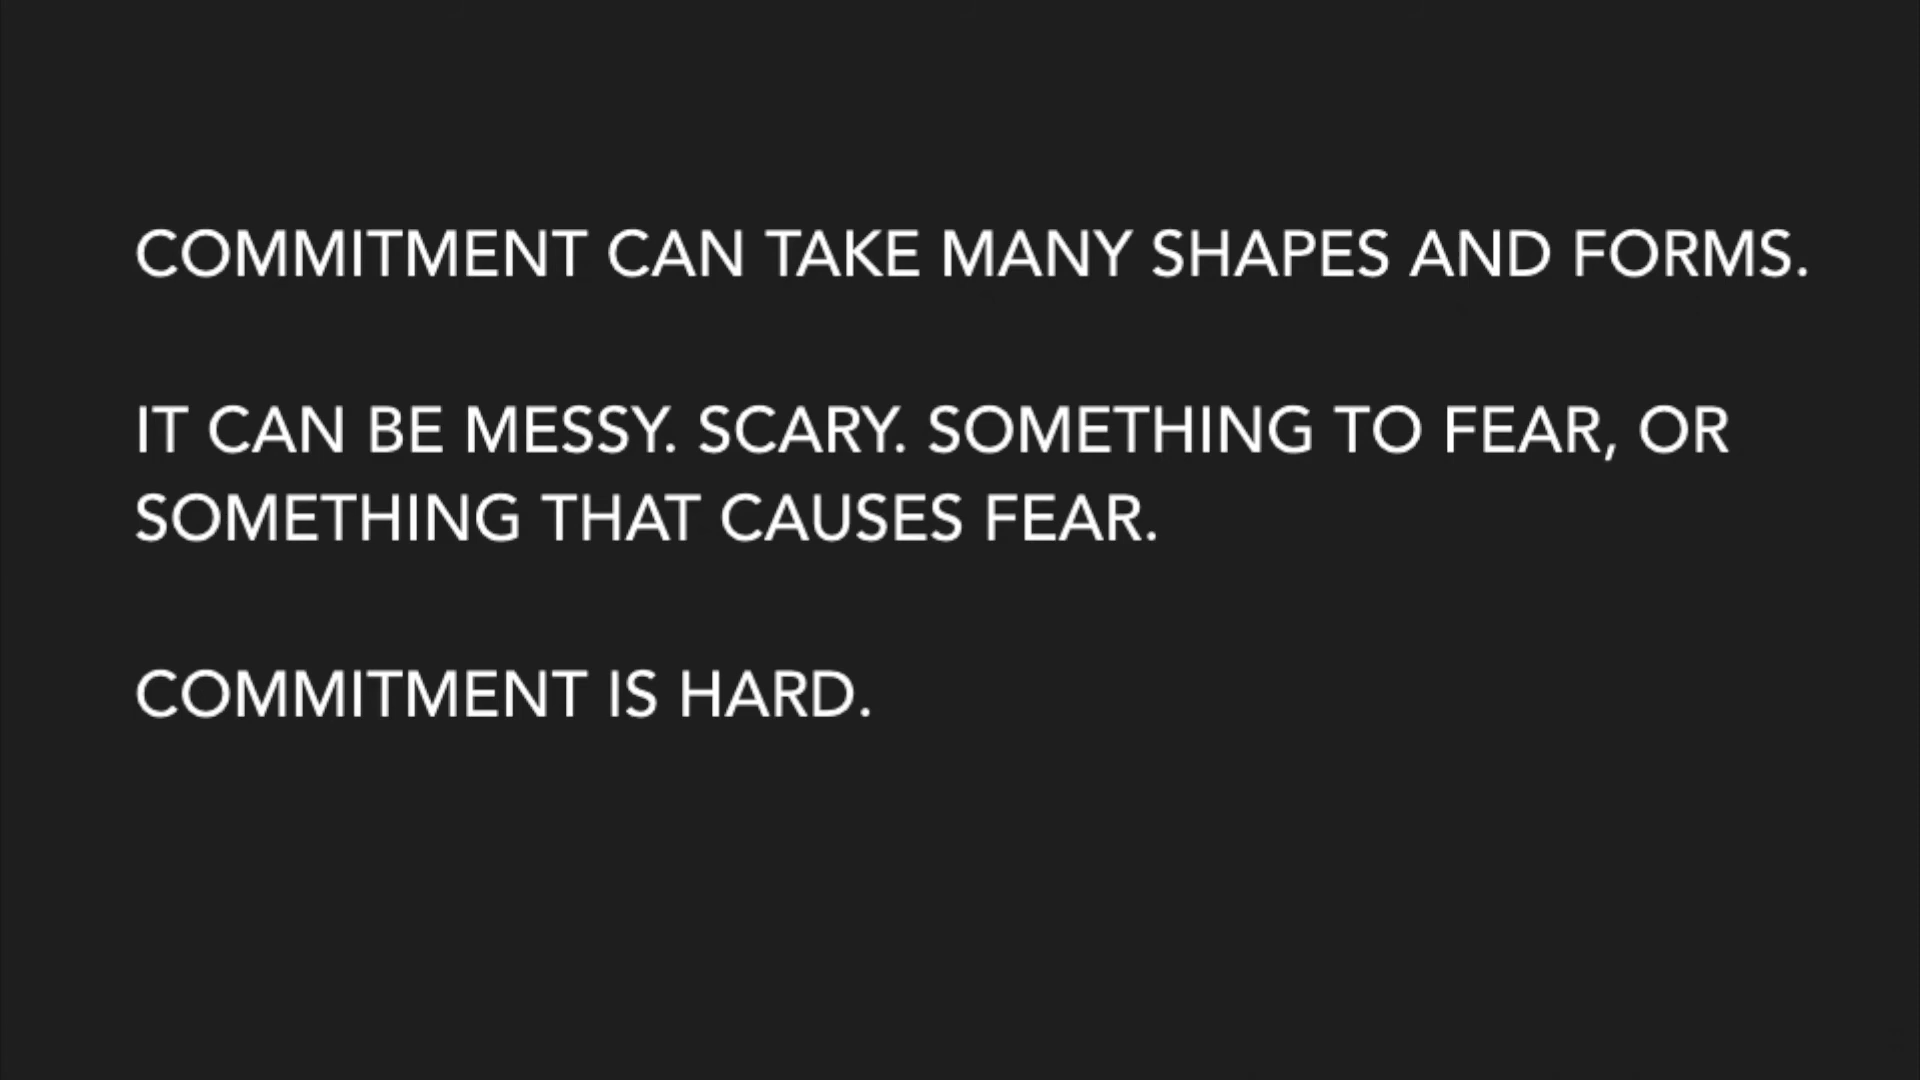 COMMITMENT CAN TAKE MANY SHAPES AND FORMS.
IT CAN BE MESSY. SCARY. SOMETHING TO FEAR, OR
SOMETHING THAT CAUSES FEAR.
COMMITMENT IS HARD.